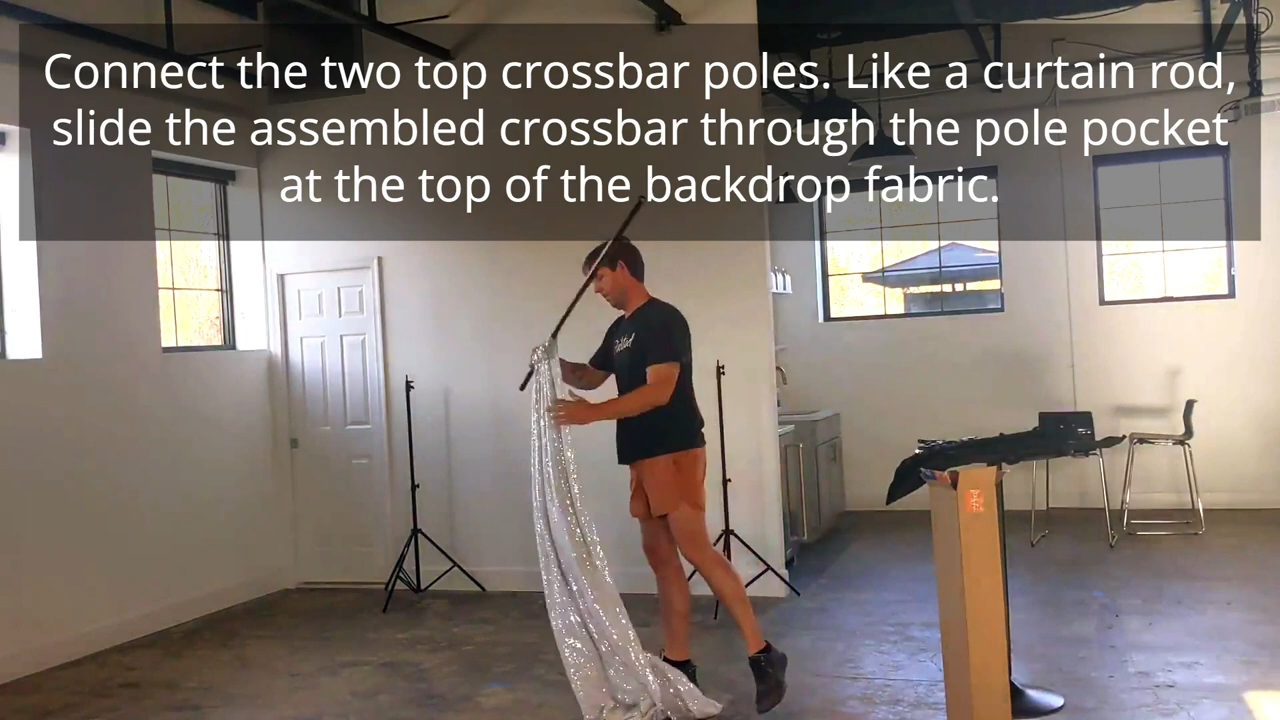 Connect the two top crossbar poles. Like a curtain rod,
slide the assembled crossbar through the pole pocket
at the top of the backdrop fabric.